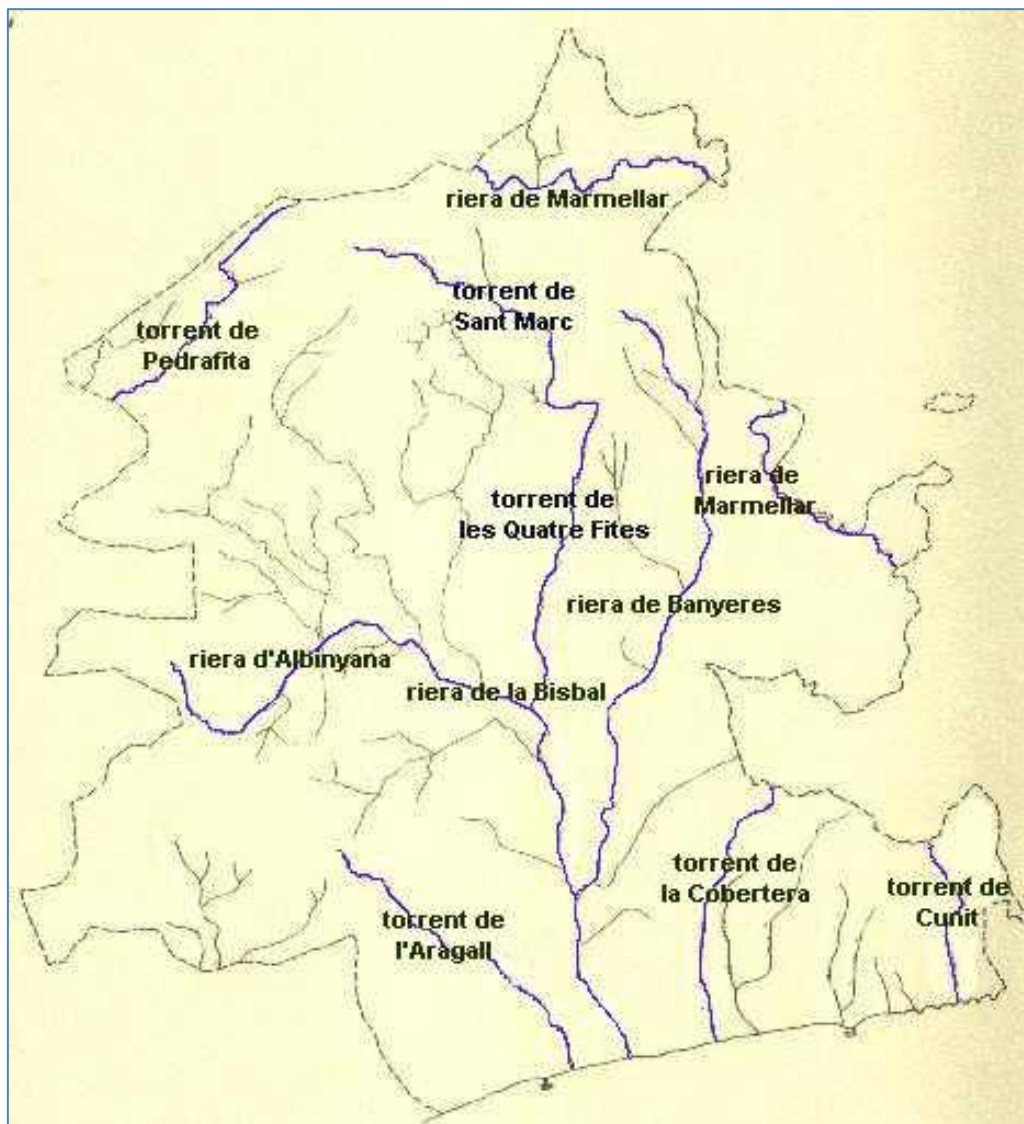 riera de Marmellar
torrent de
Sant Marc
torrent de
Pedrafita
riera de
Marmellar
torrent de
les Quatre Fites
riera de Banyeres
riera d'Albinyana
riera de la Bisbal
torrent de
la Cobertera
torrent de
Cunit
torrent de
l'Aragall